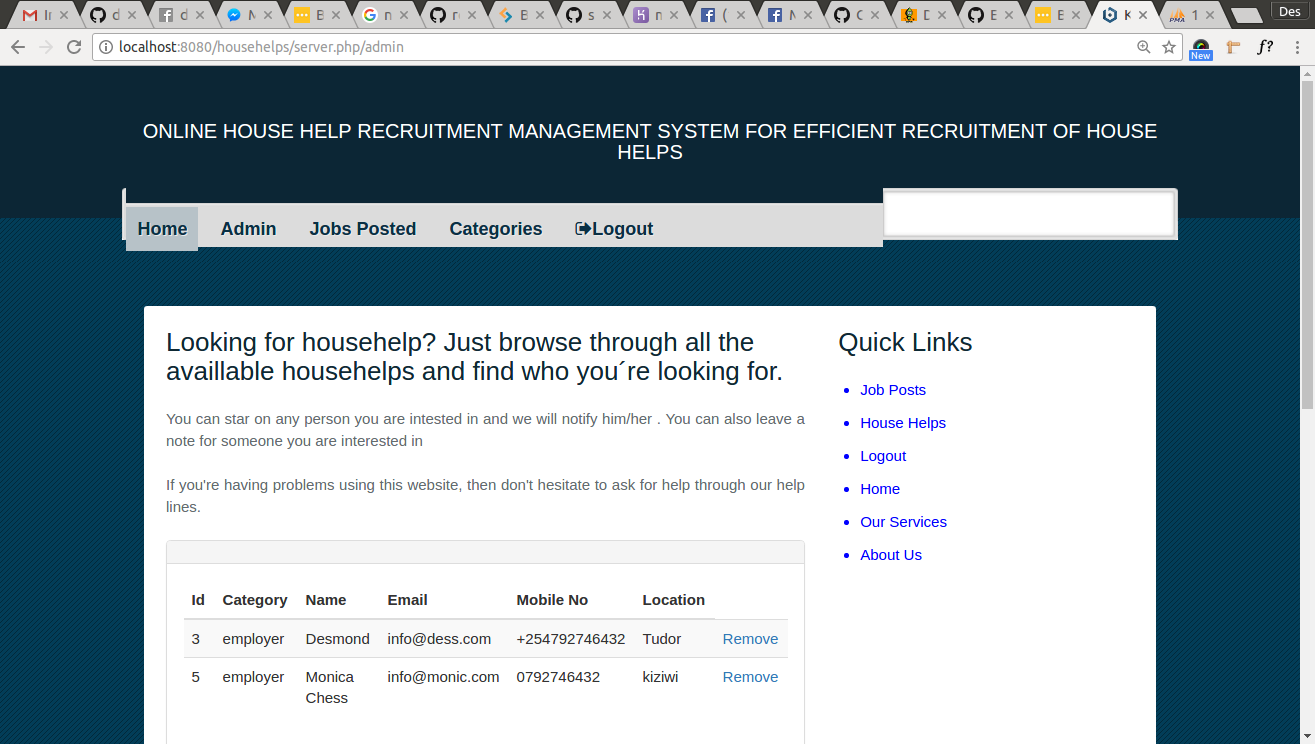 Des
localhost:8080/househelps/server.php/admin
New
f?
ONLINE HOUSE HELP RECRUITMENT MANAGEMENT SYSTEM FOR EFFICIENT RECRUITMENT OF HOUSE
HELPS
Home Admin Jobs Posted Categories Logout
Looking for househelp? Just browse through all the
availlable househelps and find who you´re looking for.
You can star on any person you are intested in and we will notify him/her . You can also leave a
note for someone you are interested in
If you're having problems using this website, then don't hesitate to ask for help through our help
lines.
Id Category Name Email Mobile No Location
3 employer Desmond info@dess.com +254792746432 Tudor Remove
5 employer Monica info@monic.com 0792746432 kiziwi Remove
Chess
Quick Links
Job Posts
House Helps
Logout
Home
Our Services
About Us